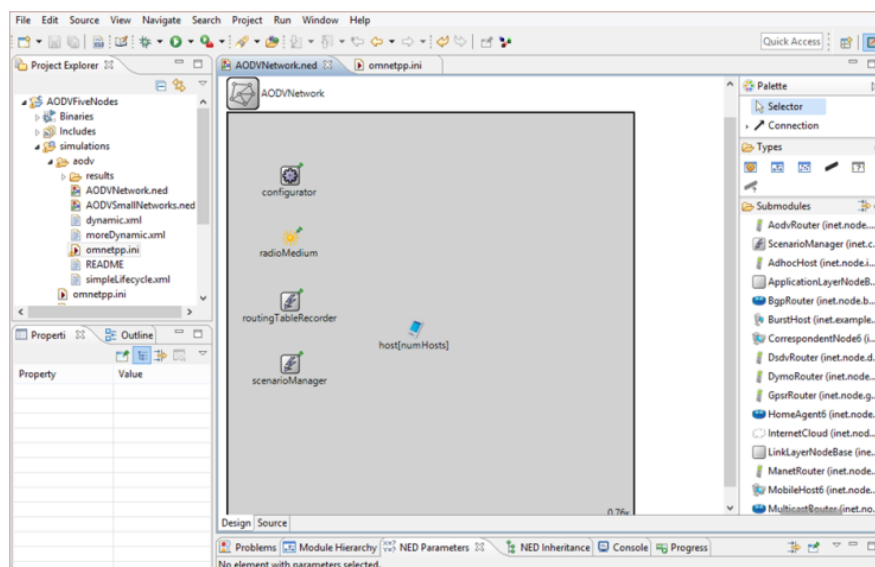 File Edit Source View Navigate Search Project Run Window Help
Quick Access
Project Explorer
AODVFiveNodes
Binaries
Includes
simulations
aodv
results
AODVNetwork.ned
AODVSmallNetworks.ned
dynamic.xml
moreDynamic.xml
omnetpp.ini
README
simpleLifecycle.xml
omnetpp.ini
Properti Outline
Property Value
AODVNetwork.ned omnetpp.ini
AODVNetwork
configurator
radioMedium
routingTableRecorder
host[numHosts]
scenarioManager
0.76x
Design Source
Palette
Selector
Connection
Types
Submodules
AodvRouter (inet.node....
ScenarioManager (inet.c...
AdhocHost (inet.node.i...
ApplicationLayerNodeB...
BgpRouter (inet.node.b...
BurstHost (inet.example...
CorrespondentNode6 (i...
DsdvRouter (inet.node.d...
DymoRouter (inet.node...
GpsrRouter (inet.node.g...
HomeAgent6 (inet.node...
InternetCloud (inet.nod...
LinkLayerNodeBase (ine...
ManetRouter (inet.node...
MobileHost6 (inet.node...
MulticastRouter (inet.no...
Problems Module Hierarchy NED Parameters NED Inheritance Console Progress
No element with parameters selected.